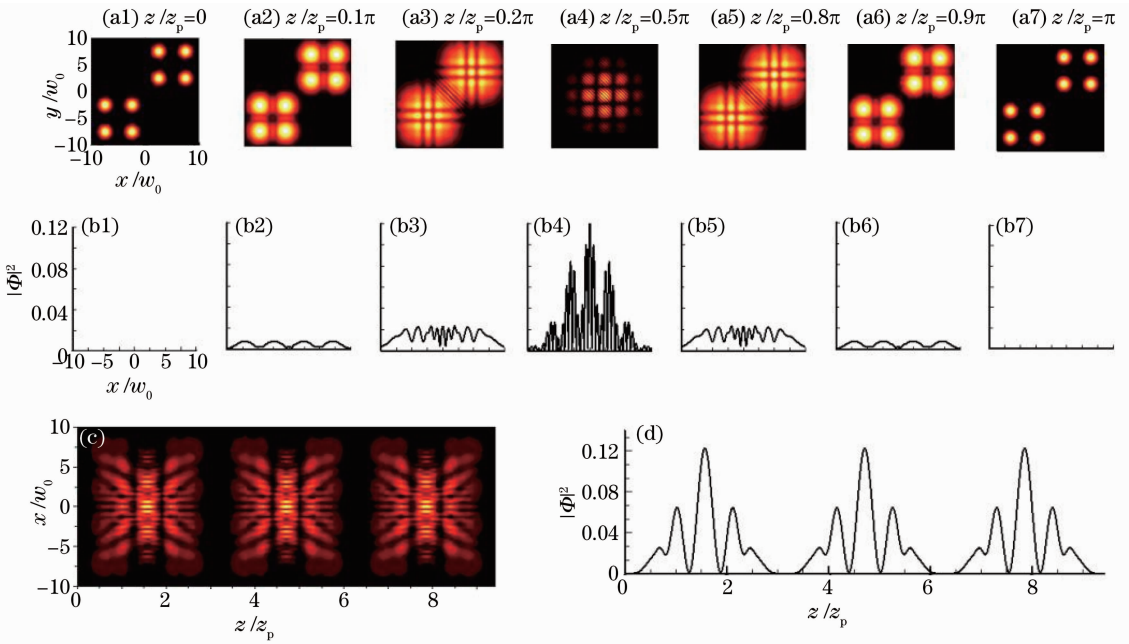 (a1) z/zp=0 (a2) z/zp=0.1π (a3) z/zp=0.2π (a4) z/zp=0.5π (a5) z/zp=0.8π (a6) z/zp=0.9π (a7) z/zp=π
10
5
0
−5
−10
y/w0
−10 0 10
x/w0
(b1) (b2) (b3) (b4) (b5) (b6) (b7)
0.12
0.08
0.04
0
|Φ|²
−10 −5 0 5 10
x/w0
(c)
10
5
0
−5
−10
x/w0
0 2 4 6 8
z/zp
(d)
0.12
0.08
0.04
0
|Φ|²
0 2 4 6 8
z/zp